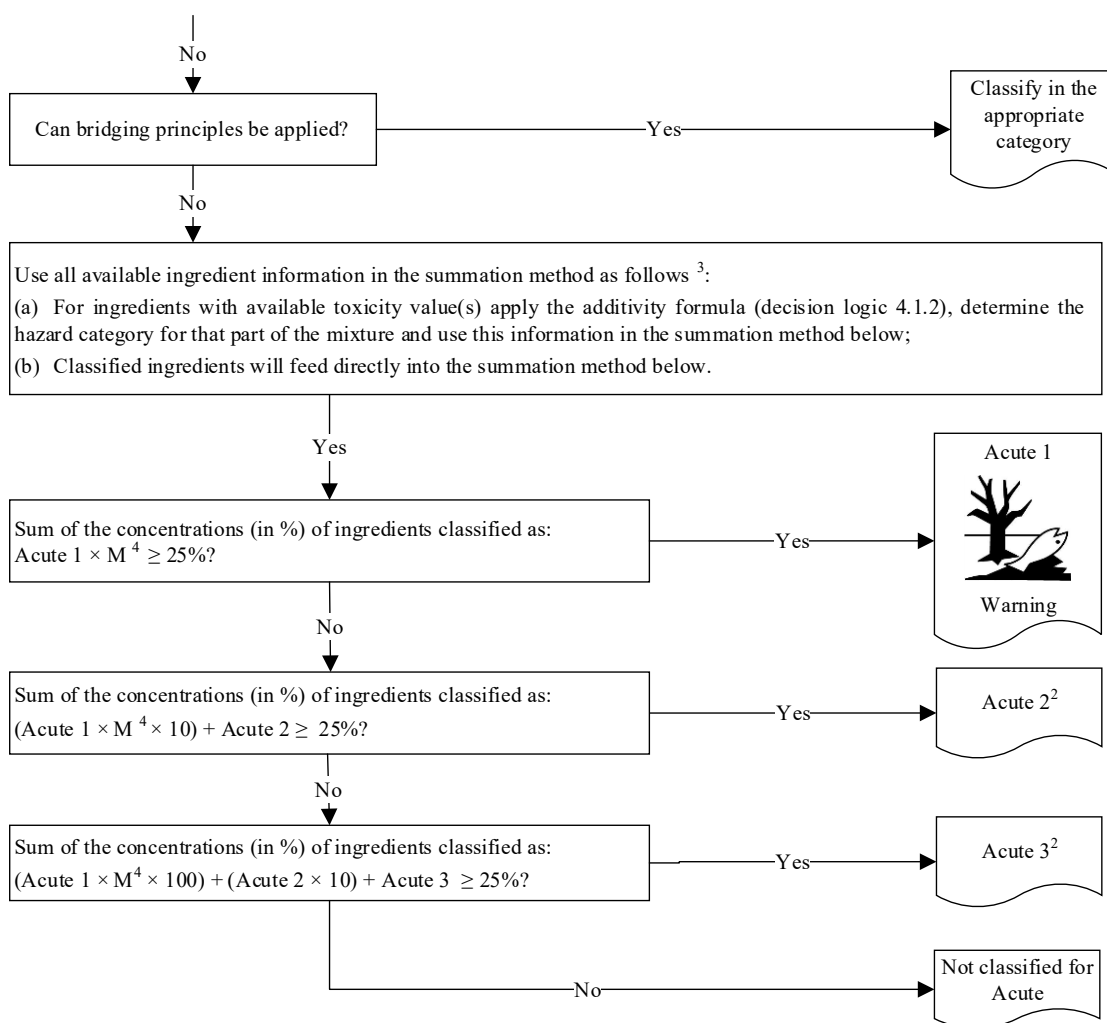 No
Can bridging principles be applied?
Yes
Classify in the
appropriate
category
No
Use all available ingredient information in the summation method as follows ³:
(a) For ingredients with available toxicity value(s) apply the additivity formula (decision logic 4.1.2), determine the
hazard category for that part of the mixture and use this information in the summation method below;
(b) Classified ingredients will feed directly into the summation method below.
Yes
Sum of the concentrations (in %) of ingredients classified as:
Acute 1 × M ⁴ ≥ 25%?
Yes
Acute 1
Warning
No
Sum of the concentrations (in %) of ingredients classified as:
(Acute 1 × M ⁴ × 10) + Acute 2 ≥ 25%?
Yes
Acute 2²
No
Sum of the concentrations (in %) of ingredients classified as:
(Acute 1 × M⁴ × 100) + (Acute 2 × 10) + Acute 3 ≥ 25%?
Yes
Acute 3²
No
Not classified for
Acute